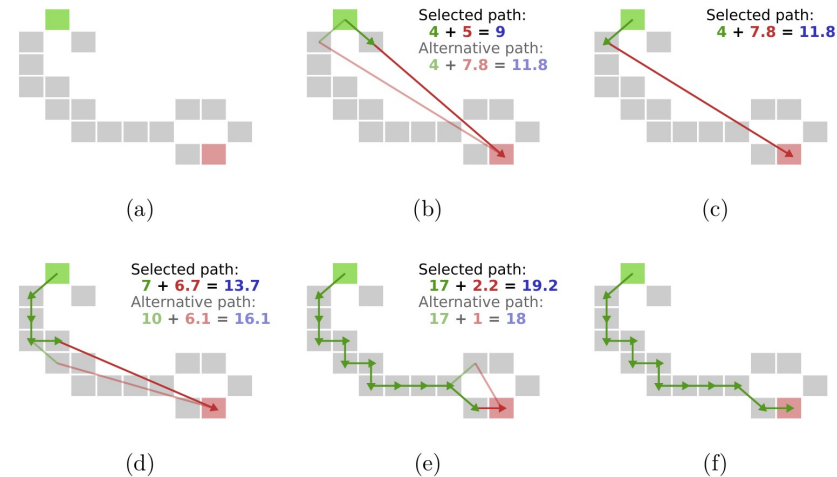 Selected path:
4 + 5 = 9
Alternative path:
4 + 7.8 = 11.8
Selected path:
4 + 7.8 = 11.8
(a)
(b)
(c)
Selected path:
7 + 6.7 = 13.7
Alternative path:
10 + 6.1 = 16.1
Selected path:
17 + 2.2 = 19.2
Alternative path:
17 + 1 = 18
(d)
(e)
(f)